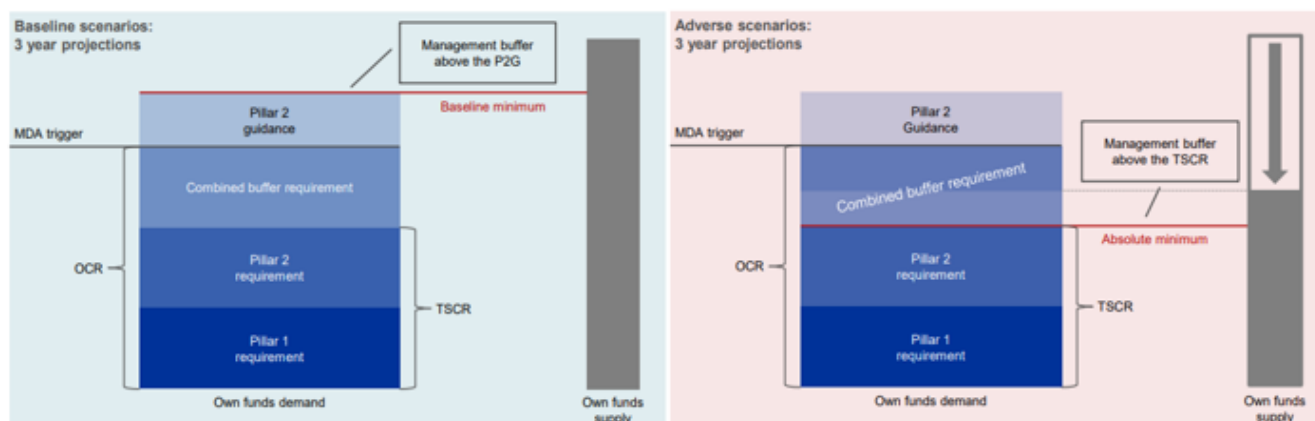 Baseline scenarios:
3 year projections
Management buffer
above the P2G
Pillar 2
guidance
Baseline minimum
MDA trigger
Combined buffer requirement
OCR
Pillar 2
requirement
TSCR
Pillar 1
requirement
Own funds demand
Own funds
supply
Adverse scenarios:
3 year projections
Pillar 2
Guidance
MDA trigger
Management buffer
above the TSCR
Combined buffer requirement
Absolute minimum
OCR
Pillar 2
requirement
TSCR
Pillar 1
requirement
Own funds demand
Own funds
supply